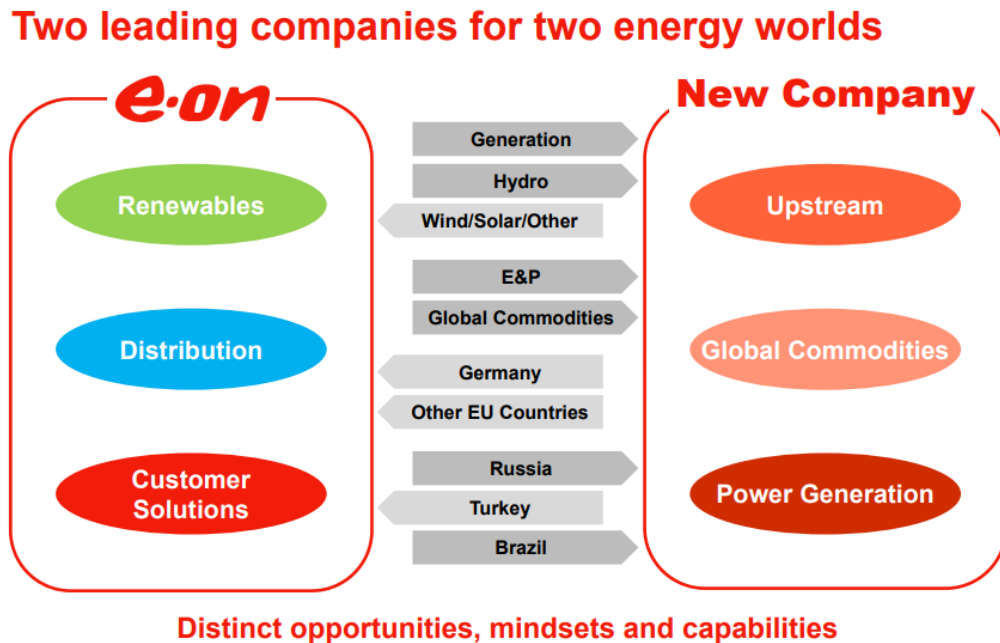 Two leading companies for two energy worlds
e·on
New Company
Renewables
Distribution
Customer
Solutions
Generation
Hydro
Wind/Solar/Other
E&P
Global Commodities
Germany
Other EU Countries
Russia
Turkey
Brazil
Upstream
Global Commodities
Power Generation
Distinct opportunities, mindsets and capabilities